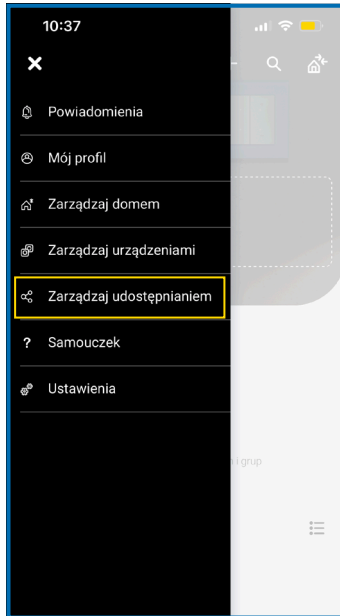 10:37
Powiadomienia
Mój profil
Zarządzaj domem
Zarządzaj urządzeniami
Zarządzaj udostępnianiem
? Samouczek
Ustawienia
i grup